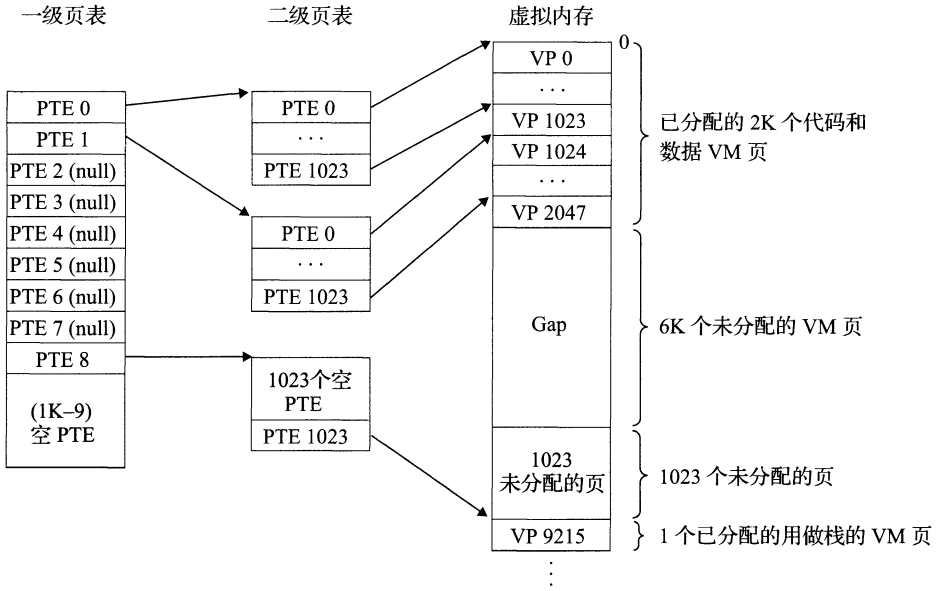 一级页表
二级页表
虚拟内存
PTE 0
PTE 1
PTE 2 (null)
PTE 3 (null)
PTE 4 (null)
PTE 5 (null)
PTE 6 (null)
PTE 7 (null)
PTE 8
(1K–9)
空 PTE
PTE 0
···
PTE 1023
PTE 0
···
PTE 1023
1023个空
PTE
PTE 1023
0
VP 0
···
VP 1023
VP 1024
···
VP 2047
Gap
1023
未分配的页
VP 9215
⋮
已分配的 2K 个代码和
数据 VM 页
6K 个未分配的 VM 页
1023 个未分配的页
1 个已分配的用做栈的 VM 页